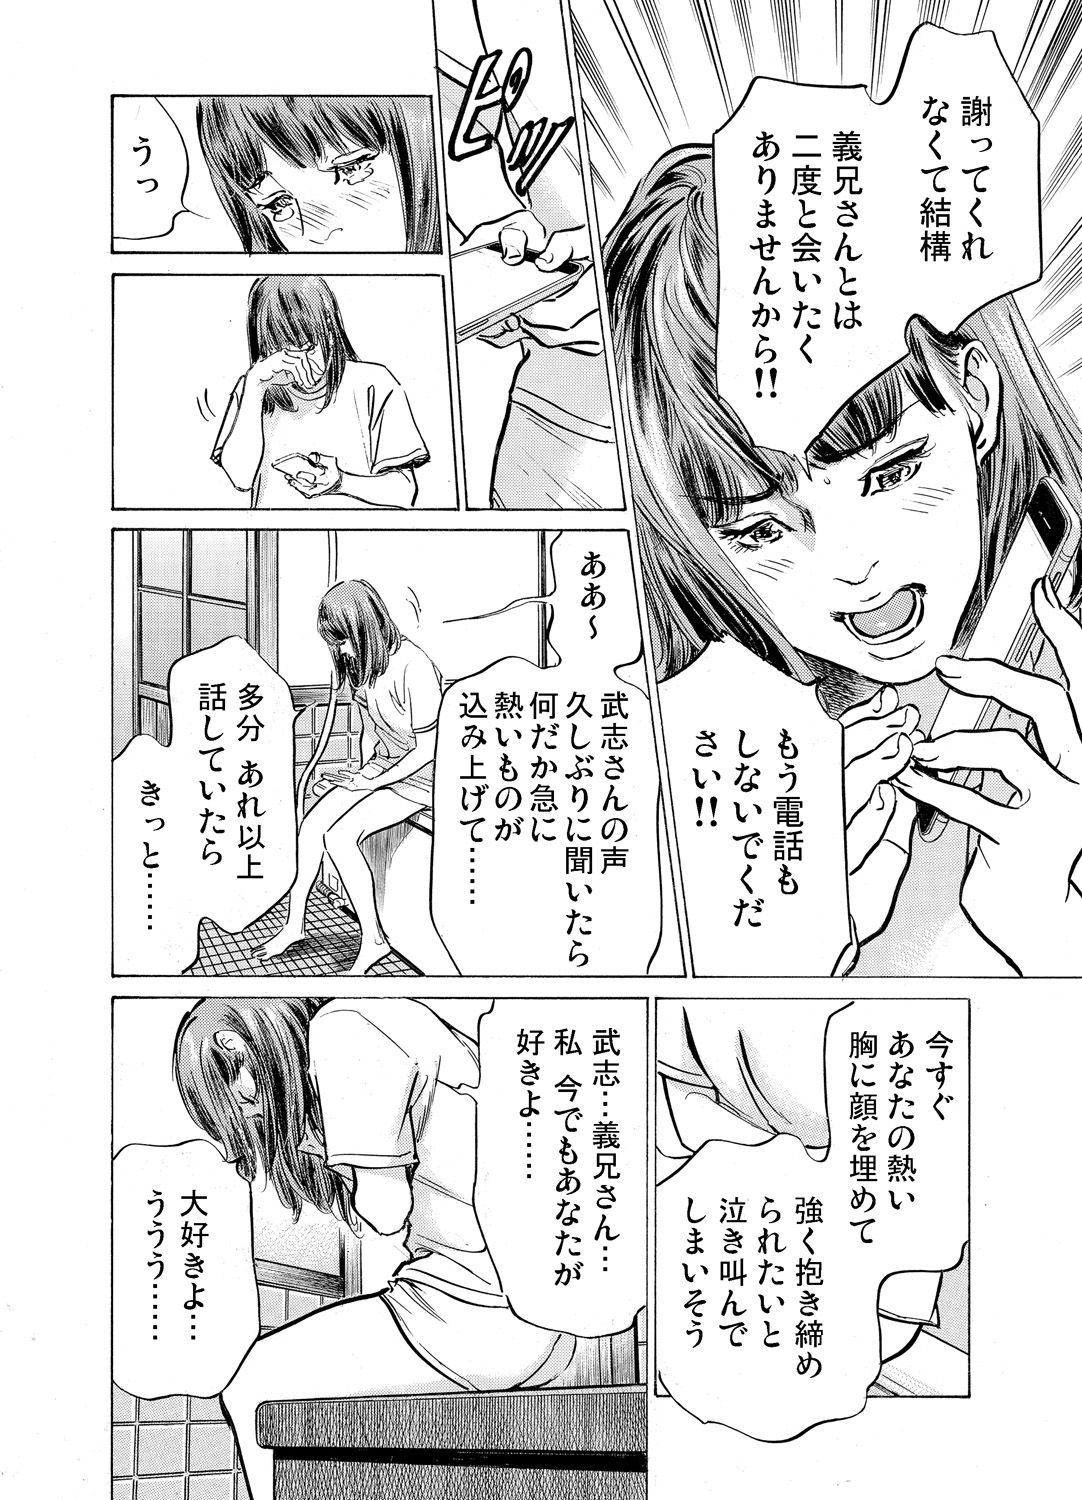 謝ってくれ
なくて結構
義兄さんとは
二度と会いたく
ありませんから!!
もう電話も
しないでくだ
さい!!
ピッ
うっ
ああ〜
武志さんの声
久しぶりに聞いたら
何だか急に
熱いものが
込み上げて……
多分 あれ以上
話していたら
きっと……
今すぐ
あなたの熱い
胸に顔を埋めて
強く抱き締め
られたいと
泣き叫んで
しまいそう
武志…義兄さん…
私 今でもあなたが
好きよ……
大好きよ…
ううう……